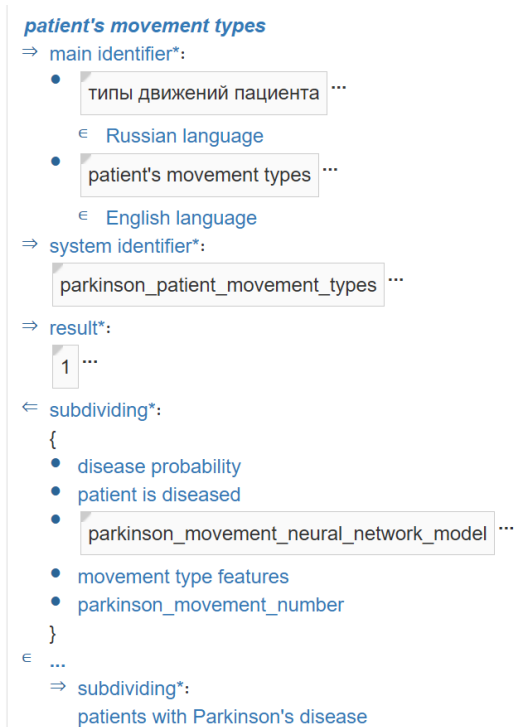 patient's movement types
⇒ main identifier*:
• типы движений пациента ...
∈ Russian language
• patient's movement types ...
∈ English language
⇒ system identifier*:
parkinson_patient_movement_types ...
⇒ result*:
1 ...
⇐ subdividing*:
{
• disease probability
• patient is diseased
• parkinson_movement_neural_network_model ...
• movement type features
• parkinson_movement_number
}
∈ ...
⇒ subdividing*:
patients with Parkinson's disease